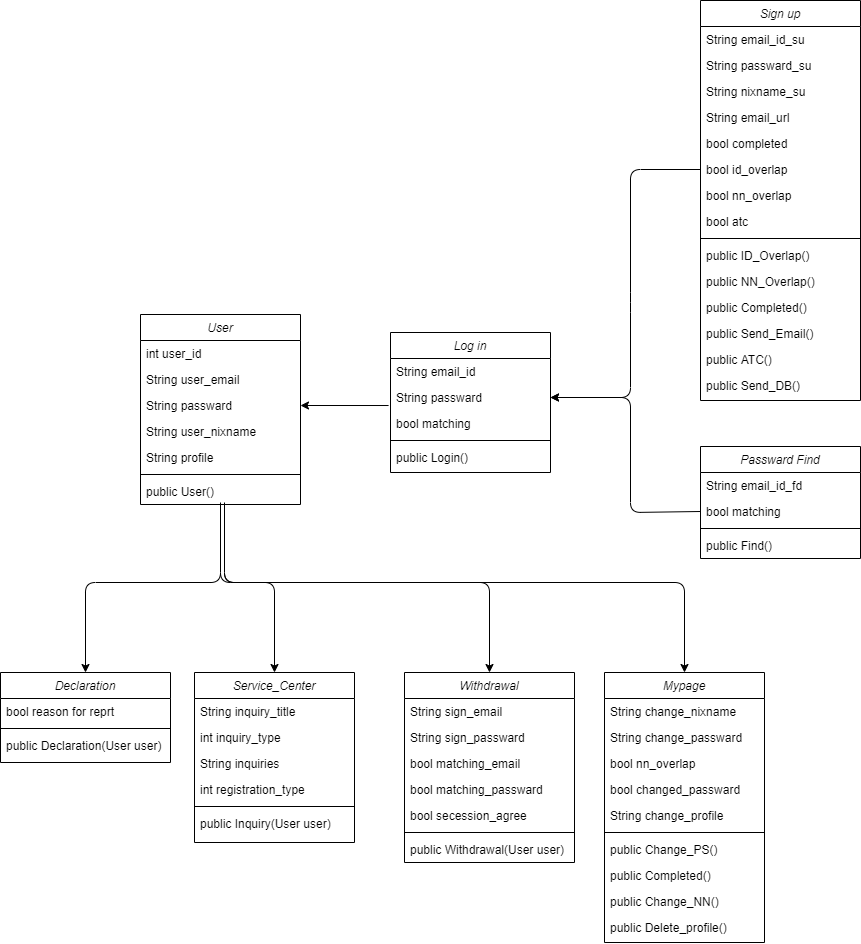 Sign up
String email_id_su
String passward_su
String nixname_su
String email_url
bool completed
bool id_overlap
bool nn_overlap
bool atc
public ID_Overlap()
public NN_Overlap()
public Completed()
public Send_Email()
public ATC()
public Send_DB()
User
int user_id
String user_email
String passward
String user_nixname
String profile
public User()
Log in
String email_id
String passward
bool matching
public Login()
Passward Find
String email_id_fd
bool matching
public Find()
Declaration
bool reason for reprt
public Declaration(User user)
Service_Center
String inquiry_title
int inquiry_type
String inquiries
int registration_type
public Inquiry(User user)
Withdrawal
String sign_email
String sign_passward
bool matching_email
bool matching_passward
bool secession_agree
public Withdrawal(User user)
Mypage
String change_nixname
String change_passward
bool nn_overlap
bool changed_passward
String change_profile
public Change_PS()
public Completed()
public Change_NN()
public Delete_profile()